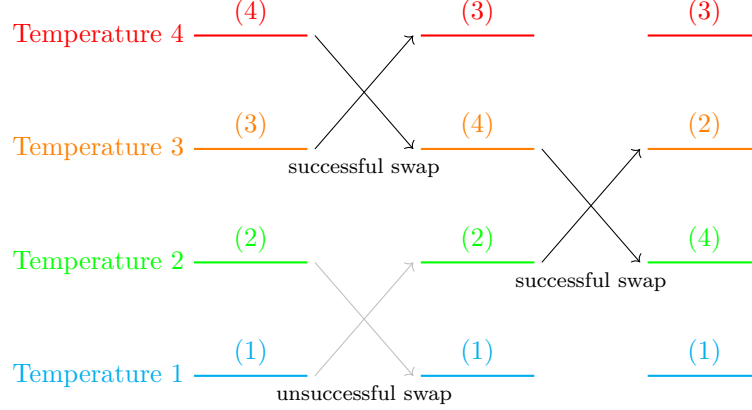 Temperature 4 (4) (3) (3)
Temperature 3 (3) (4) (2)
successful swap
Temperature 2 (2) (2) (4)
successful swap
Temperature 1 (1) (1) (1)
unsuccessful swap